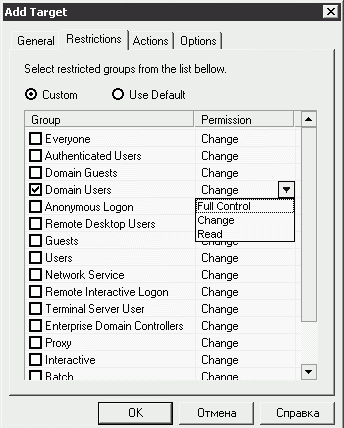 Add Target
General Restrictions Actions Options
Select restricted groups from the list bellow.
Custom Use Default
Group Permission
Everyone Change
Authenticated Users Change
Domain Guests Change
Domain Users Change
Anonymous Logon Full Control
Remote Desktop Users Change
Guests Read
Users Change
Network Service Change
Remote Interactive Logon Change
Terminal Server User Change
Enterprise Domain Controllers Change
Proxy Change
Interactive Change
Batch Change
OK Отмена Справка